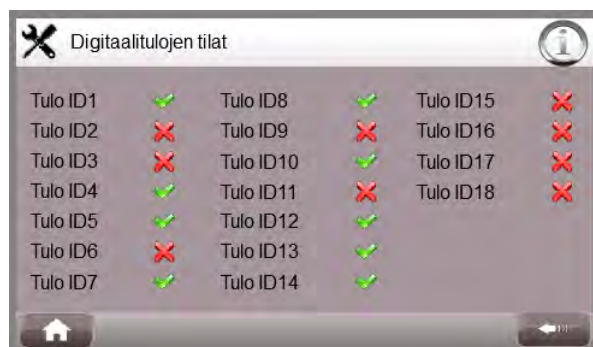 Digitaalitulojen tilat
Tulo ID1
Tulo ID2
Tulo ID3
Tulo ID4
Tulo ID5
Tulo ID6
Tulo ID7
Tulo ID8
Tulo ID9
Tulo ID10
Tulo ID11
Tulo ID12
Tulo ID13
Tulo ID14
Tulo ID15
Tulo ID16
Tulo ID17
Tulo ID18